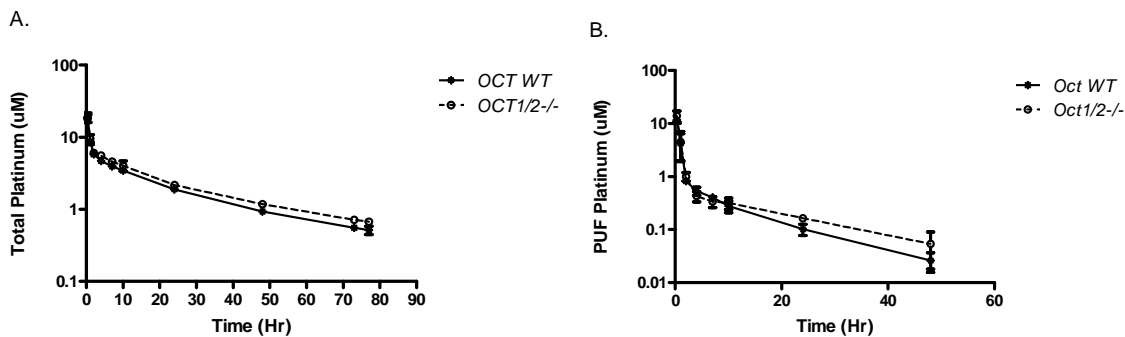 A.
Total Platinum (uM)
100
10
1
0.1
0 10 20 30 40 50 60 70 80 90
Time (Hr)
OCT WT
OCT1/2-/-
B.
PUF Platinum (uM)
100
10
1
0.1
0.01
0 20 40 60
Time (Hr)
Oct WT
Oct1/2-/-